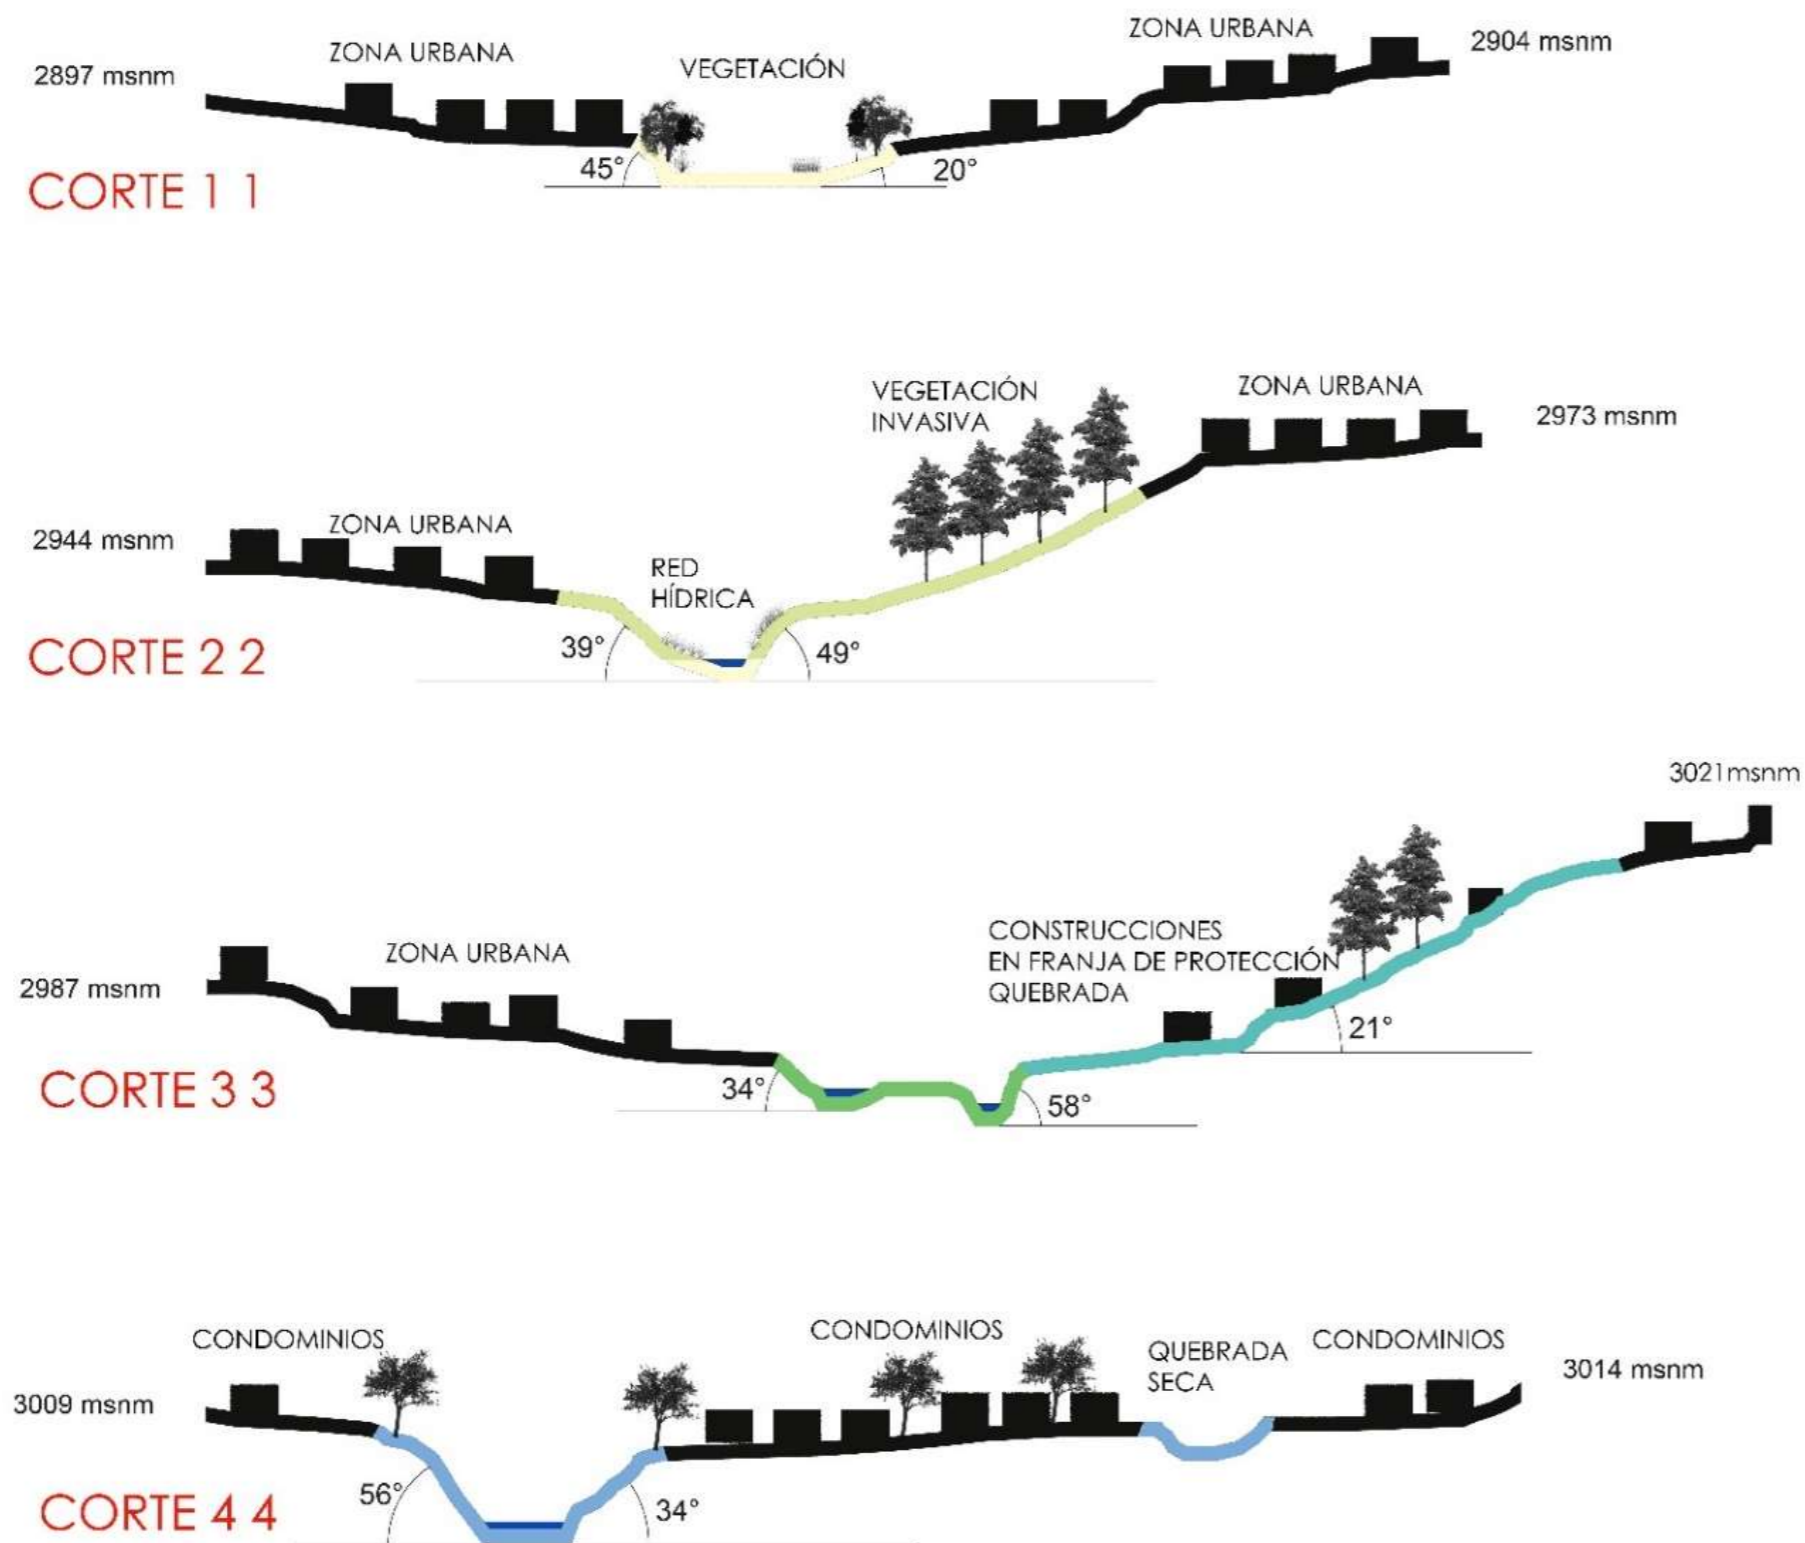 ZONA URBANA
2904 msnm
ZONA URBANA
VEGETACIÓN
2897 msnm
45°
20°
CORTE 1 1
VEGETACIÓN
INVASIVA
ZONA URBANA
2973 msnm
ZONA URBANA
2944 msnm
RED
HÍDRICA
39°
49°
CORTE 2 2
3021msnm
CONSTRUCCIONES
EN FRANJA DE PROTECCIÓN
QUEBRADA
ZONA URBANA
2987 msnm
21°
34°
58°
CORTE 3 3
CONDOMINIOS
CONDOMINIOS
QUEBRADA
SECA
CONDOMINIOS
3014 msnm
3009 msnm
56°
34°
CORTE 4 4